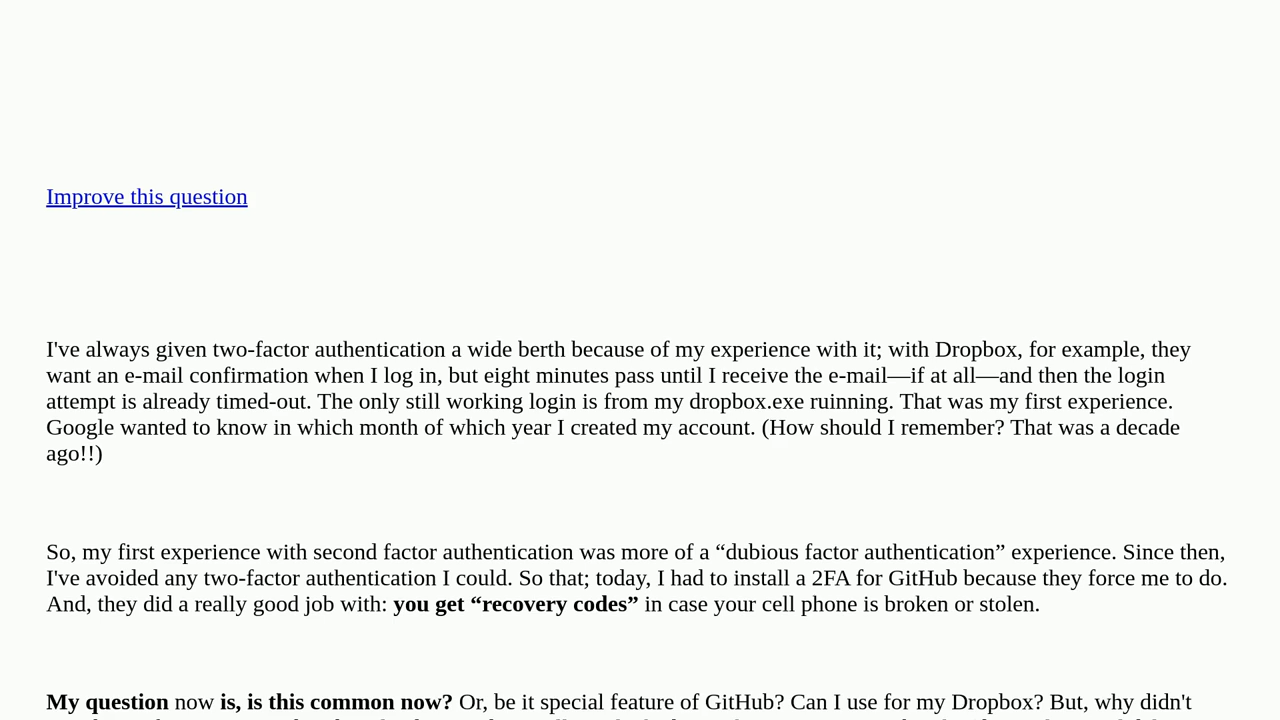 Improve this question
I've always given two-factor authentication a wide berth because of my experience with it; with Dropbox, for example, they
want an e-mail confirmation when I log in, but eight minutes pass until I receive the e-mail—if at all—and then the login
attempt is already timed-out. The only still working login is from my dropbox.exe ruinning. That was my first experience.
Google wanted to know in which month of which year I created my account. (How should I remember? That was a decade
ago!!)
So, my first experience with second factor authentication was more of a “dubious factor authentication” experience. Since then,
I've avoided any two-factor authentication I could. So that; today, I had to install a 2FA for GitHub because they force me to do.
And, they did a really good job with: you get “recovery codes” in case your cell phone is broken or stolen.
My question now is, is this common now? Or, be it special feature of GitHub? Can I use for my Dropbox? But, why didn't